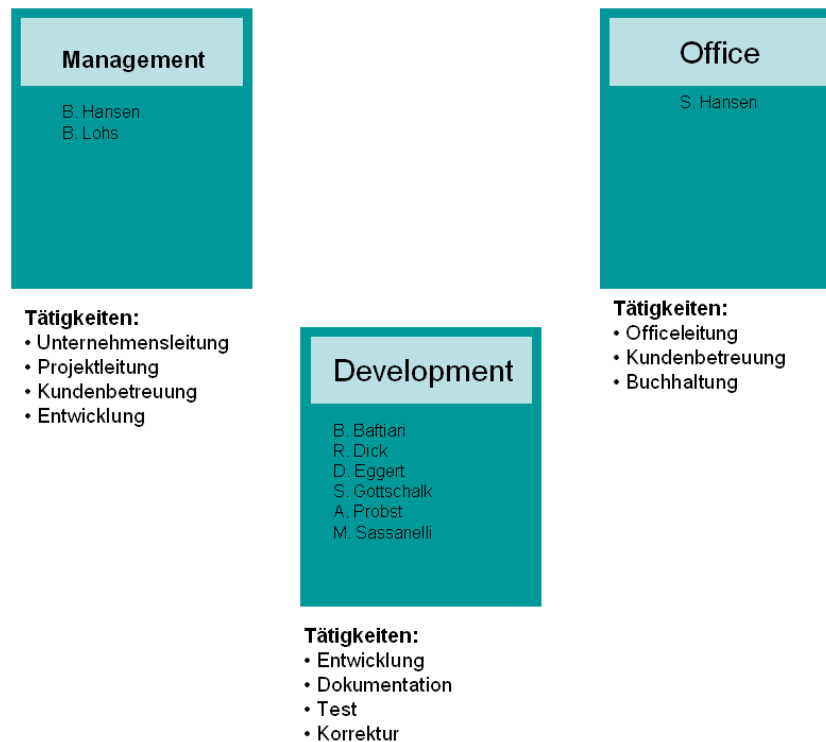 Management
B. Hansen
B. Lohs
Tätigkeiten:
• Unternehmensleitung
• Projektleitung
• Kundenbetreuung
• Entwicklung
Office
S. Hansen
Tätigkeiten:
• Officeleitung
• Kundenbetreuung
• Buchhaltung
Development
B. Baftiari
R. Dick
D. Eggert
S. Gottschalk
A. Probst
M. Sassanelli
Tätigkeiten:
• Entwicklung
• Dokumentation
• Test
• Korrektur